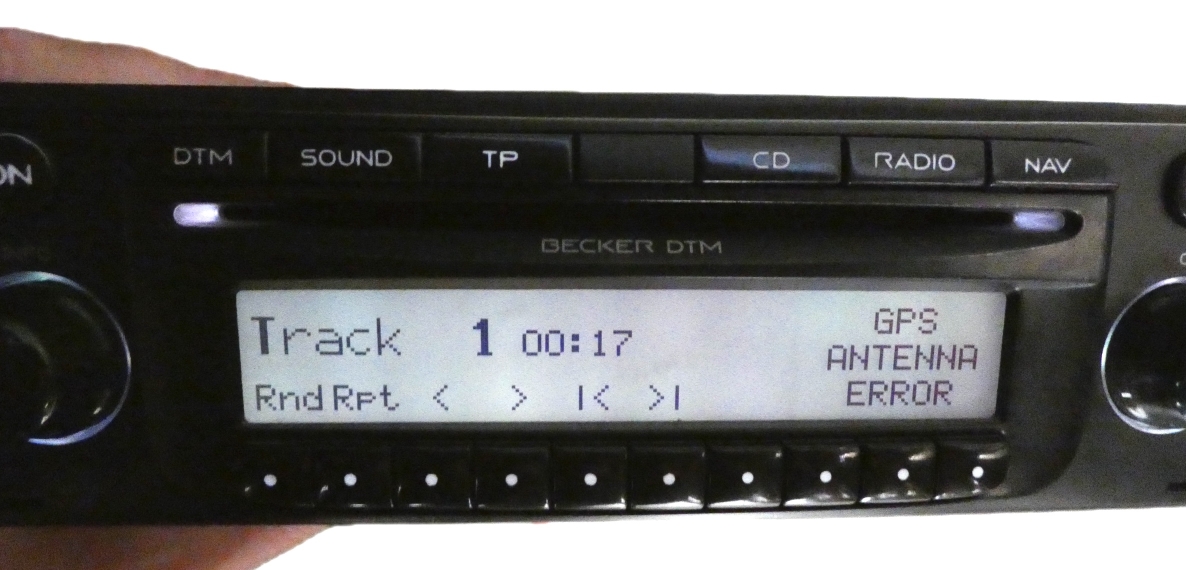 DTM SOUND TP CD RADIO NAV
ON
BECKER DTM
Track 1 00:17
Rnd Rpt < > |< >|
GPS
ANTENNA
ERROR